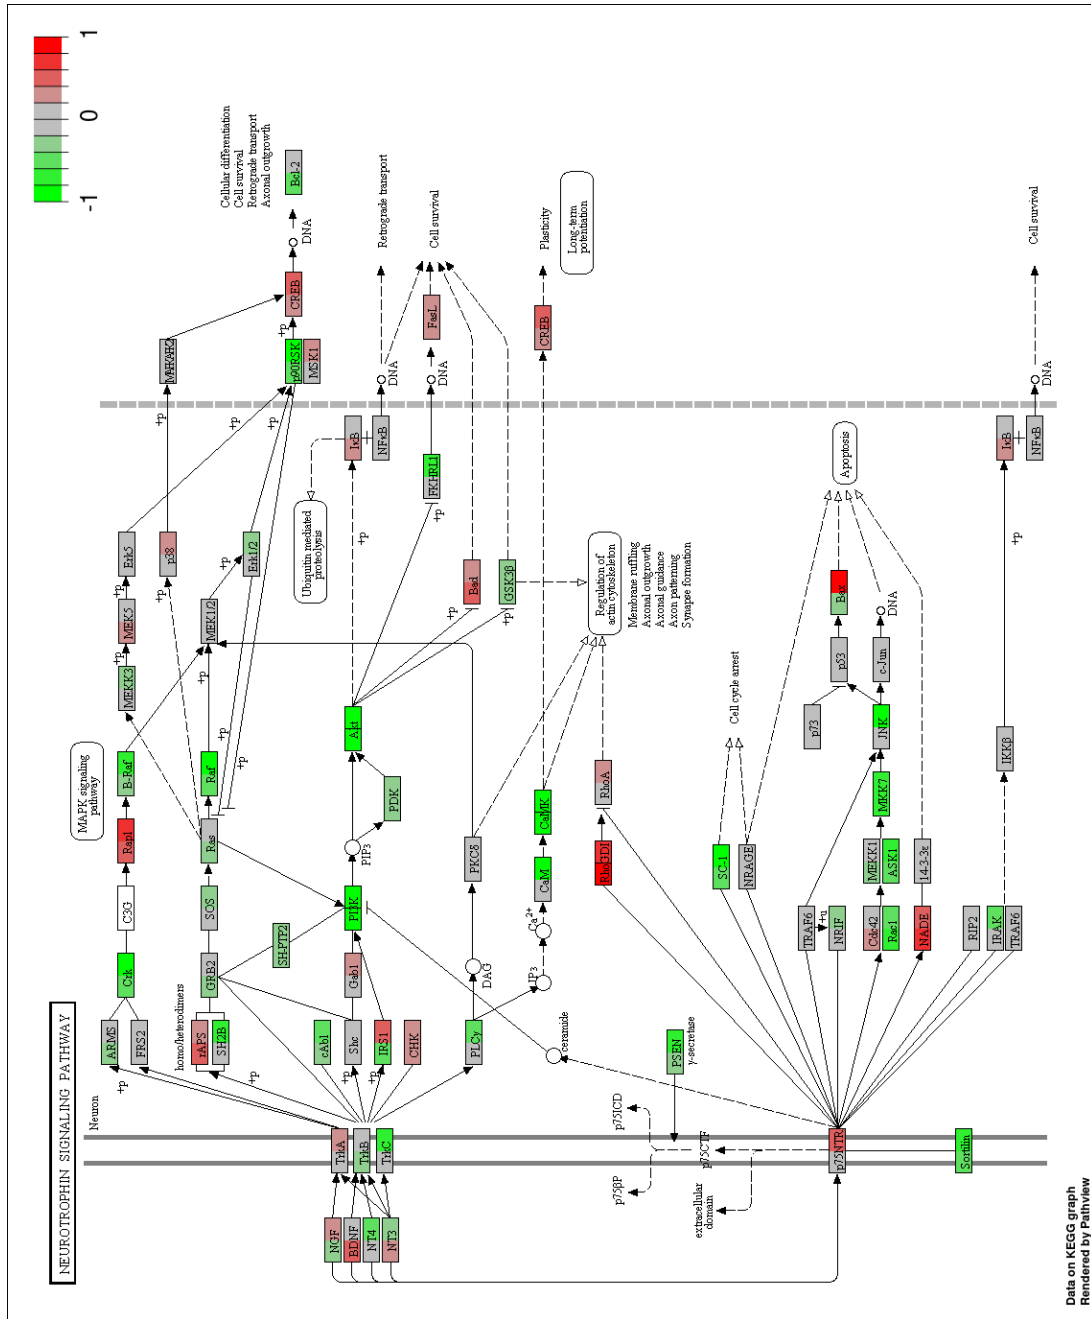 NEUROTROPHIN SIGNALING PATHWAY
-1
0
1
Neuron
NGF
BDNF
NT4
NT3
TrkA
TrkB
TrkC
p75NTR
Sortilin
+p
ARMS
FRS2
homo/heterodimers
rAPS
SH2B
+p
cAbl
Shc
+p
IRS1
+p
CHK
PLCγ
Crk
C3G
Rap1
B-Raf
MAPK signaling
pathway
GRB2
SOS
Ras
Raf
SH-PTP2
Gab1
PI3K
PIP3
PDK
Akt
MEKK3
+p
MEK5
+p
Erk5
+p
p38
+p
MEK1/2
+p
Erk1/2
+p
+p
+p
+p
+p
p90RSK
MSK1
+p
CREB
DNA
Bcl-2
Cellular differentiation
Cell survival
Retrograde transport
Axonal outgrowth
Ubiquitin mediated
proteolysis
+p
IκB
NFκB
DNA
Retrograde transport
+p
FKHRL1
DNA
FasL
Cell survival
+p
Bad
+p
GSK3β
DAG
PKCδ
IP3
Ca2+
CaM
CaMK
CREB
Plasticity
Long-term
potentiation
Regulation of
actin cytoskeleton
Membrane ruffling
Axonal outgrowth
Axonal guidance
Axon patterning
Synapse formation
ceramide
RhoGDI
RhoA
PSEN
γ-secretase
p75ICD
p75CTF
p75βP
extracellular
domain
SC-1
NRAGE
Cell cycle arrest
TRAF6
+u
NRIF
Cdc42
Rac1
MEKK1
ASK1
MKK7
JNK
c-Jun
DNA
p73
p53
Bax
Apoptosis
NADE
14-3-3ε
RIP2
IRAK
TRAF6
IKKβ
+p
IκB
NFκB
DNA
Cell survival
Data on KEGG graph
Rendered by Pathview